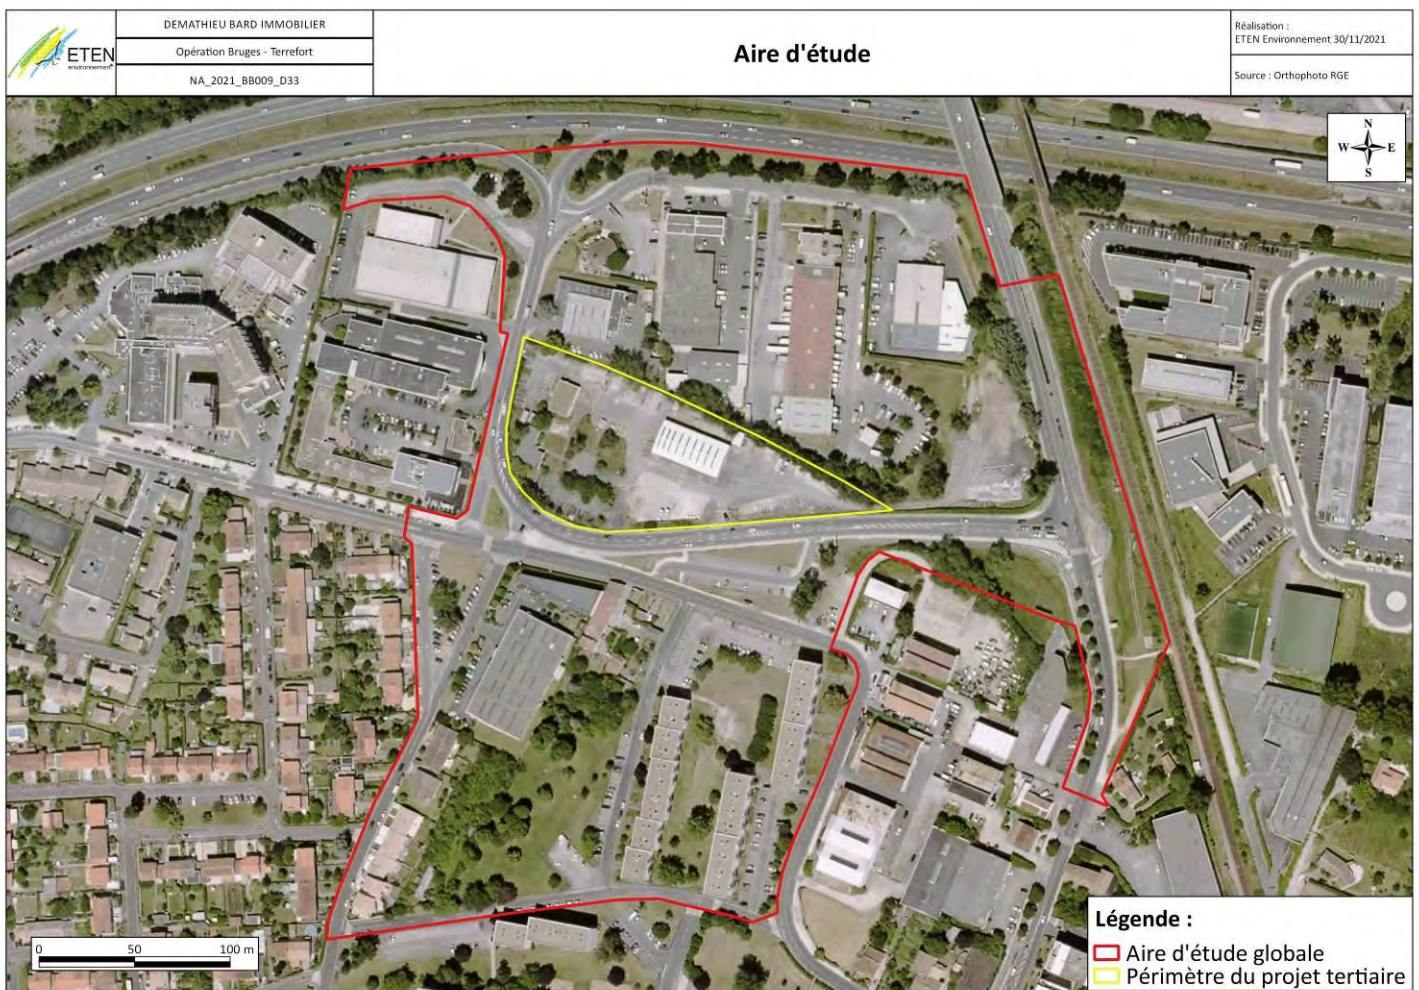 ETEN
environnement
DEMATHIEU BARD IMMOBILIER
Opération Bruges - Terrefort
NA_2021_BB009_D33
Aire d'étude
Réalisation :
ETEN Environnement 30/11/2021
Source : Orthophoto RGE
N
W E
S
0 50 100 m
Légende :
Aire d'étude globale
Périmètre du projet tertiaire